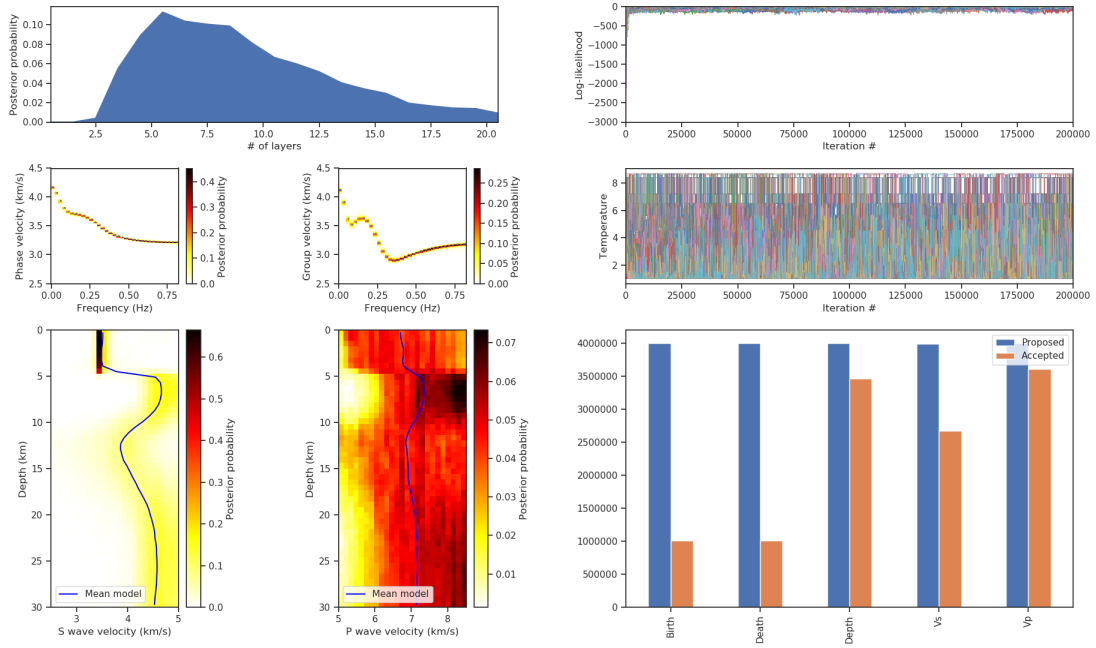 Posterior probability
0.10
0.08
0.06
0.04
0.02
0.00
2.5 5.0 7.5 10.0 12.5 15.0 17.5 20.0
# of layers
Log-likelihood
0
−500
−1000
−1500
−2000
−2500
−3000
0 25000 50000 75000 100000 125000 150000 175000 200000
Iteration #
Phase velocity (km/s)
4.5
4.0
3.5
3.0
2.5
0.00 0.25 0.50 0.75
Frequency (Hz)
0.4
0.3
0.2
0.1
0.0
Posterior probability
Group velocity (km/s)
4.5
4.0
3.5
3.0
2.5
0.00 0.25 0.50 0.75
Frequency (Hz)
0.25
0.20
0.15
0.10
0.05
0.00
Posterior probability
Temperature
8
6
4
2
0 25000 50000 75000 100000 125000 150000 175000 200000
Iteration #
Depth (km)
0
5
10
15
20
25
30
Mean model
3 4 5
S wave velocity (km/s)
0.6
0.5
0.4
0.3
0.2
0.1
0.0
Posterior probability
Depth (km)
0
5
10
15
20
25
30
Mean model
5 6 7 8
P wave velocity (km/s)
0.07
0.06
0.05
0.04
0.03
0.02
0.01
Posterior probability
4000000
3500000
3000000
2500000
2000000
1500000
1000000
500000
0
Proposed
Accepted
Birth
Death
Depth
Vs
Vp